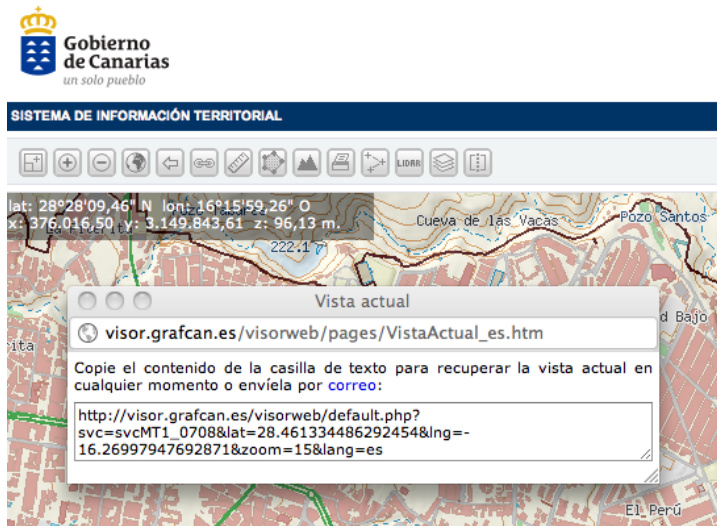 Gobierno
de Canarias
un solo pueblo
SISTEMA DE INFORMACIÓN TERRITORIAL
LIDAR
lat: 28°28'09,46" N lon: 16°15'59,26" O
x: 376.016,50 y: 3.149.843,61 z: 96,13 m.
Cueva de las Vacas
Pozo Santos
222.1
Vista actual
visor.grafcan.es/visorweb/pages/VistaActual_es.htm
d Bajo
ita
Copie el contenido de la casilla de texto para recuperar la vista actual en
cualquier momento o envíela por correo:
http://visor.grafcan.es/visorweb/default.php?
svc=svcMT1_0708&lat=28.461334486292454&lng=-
16.26997947692871&zoom=15&lang=es
El Perú